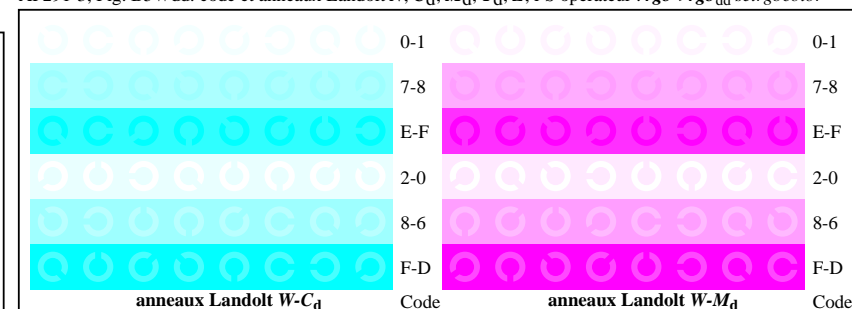 0-1 0-1
7-8 7-8
E-F E-F
2-0 2-0
8-6 8-6
F-D F-D
anneaux Landolt W-Cd Code anneaux Landolt W-Md Code